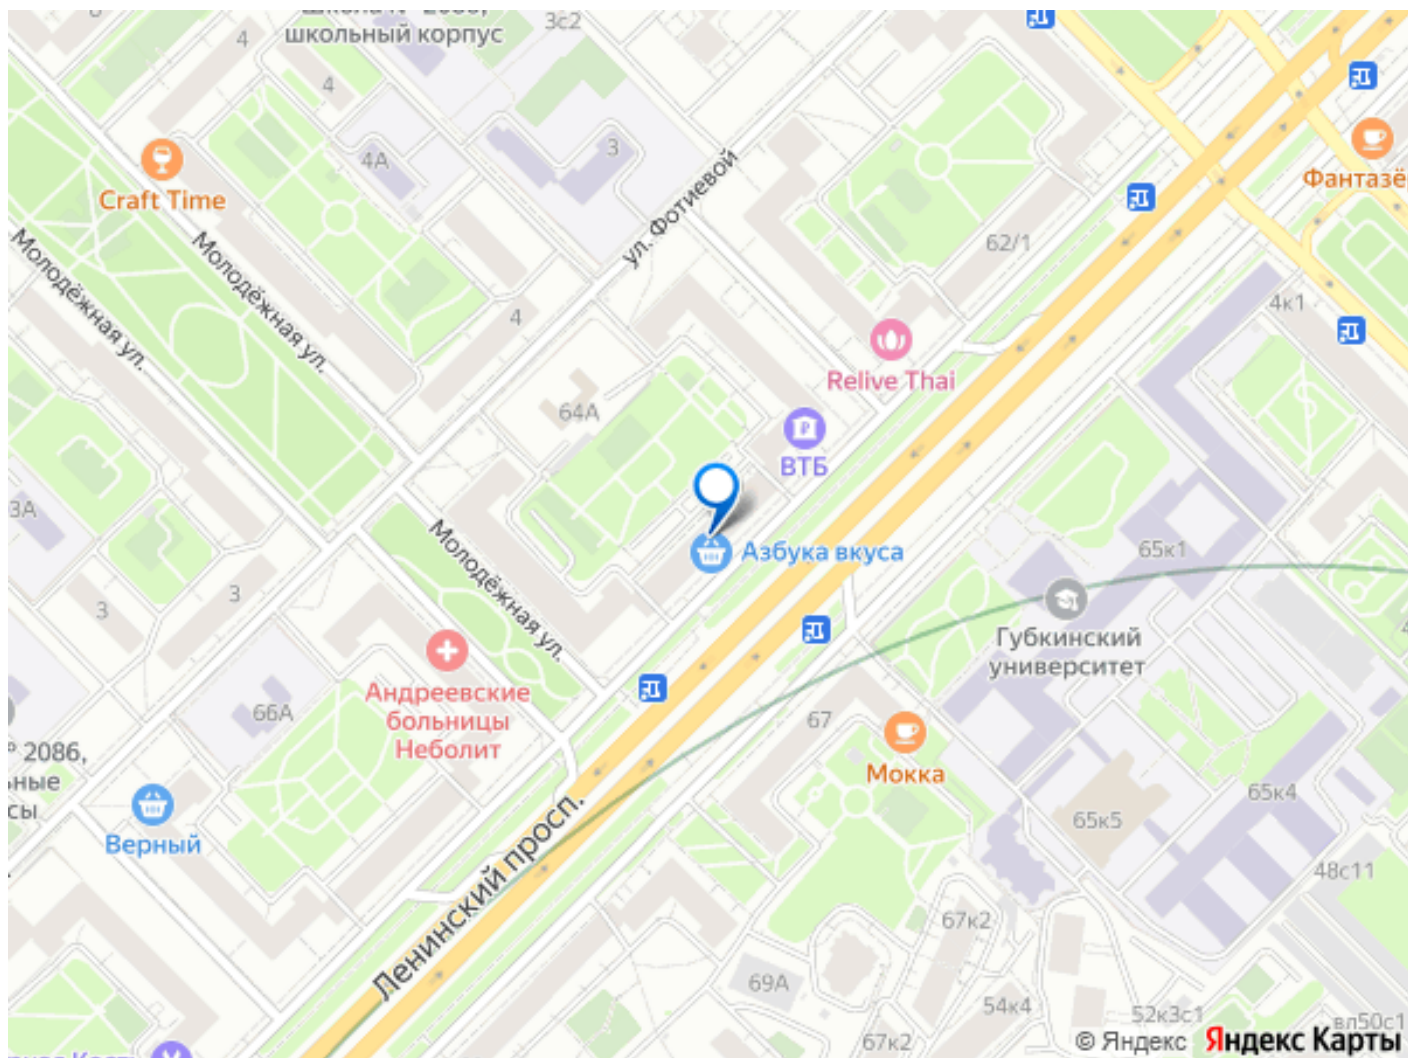 школьный корпус
3с2
4
4
4А
3
Craft Time
ул. Фотиевой
Фантазё
62/1
Молодёжная ул.
Молодёжная ул.
4к1
4
Relive Thai
64А
ВТБ
3А
Азбука вкуса
65к1
Молодёжная ул.
3
3
Губкинский
университет
Андреевские
больницы
Неболит
66А
67
2086,
Мокка
Верный
65к4
65к5
Ленинский просп.
48с11
67к2
69А
54к4
52к3с1
вл50с1
67к2
© Яндекс Яндекс Карты